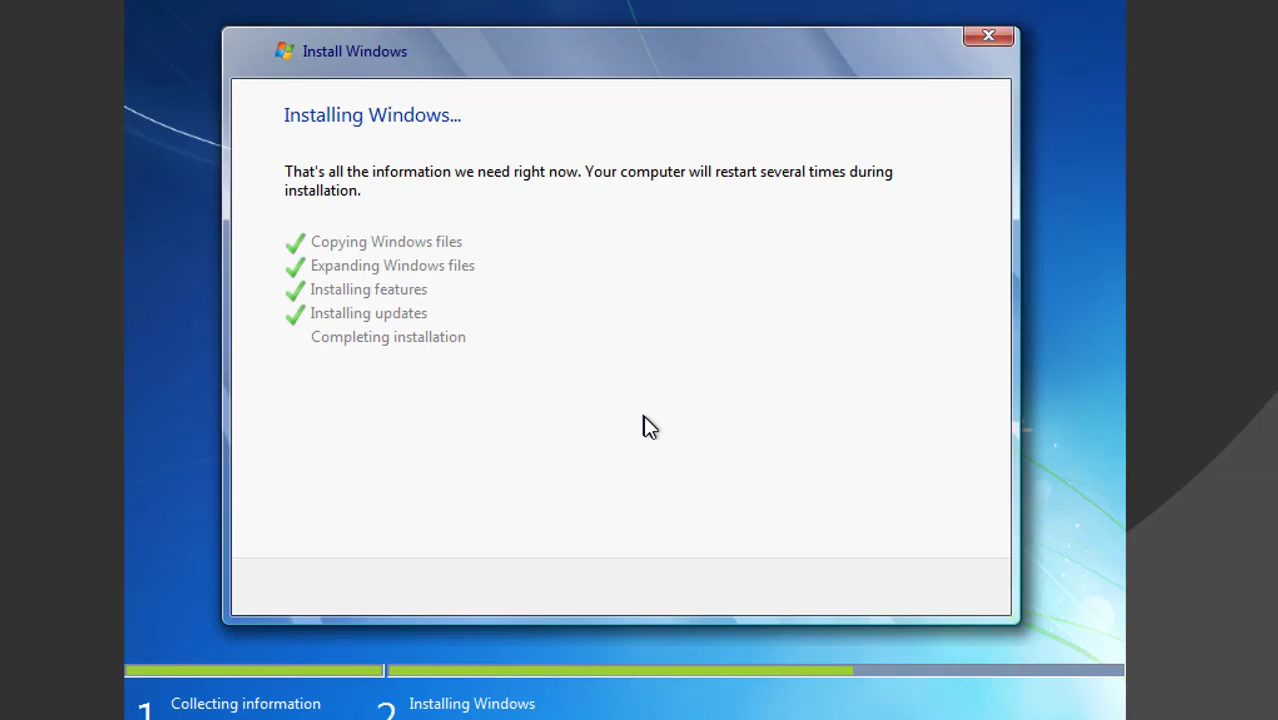 Install Windows
Installing Windows...
That's all the information we need right now. Your computer will restart several times during
installation.
Copying Windows files
Expanding Windows files
Installing features
Installing updates
Completing installation
1 Collecting information
2 Installing Windows